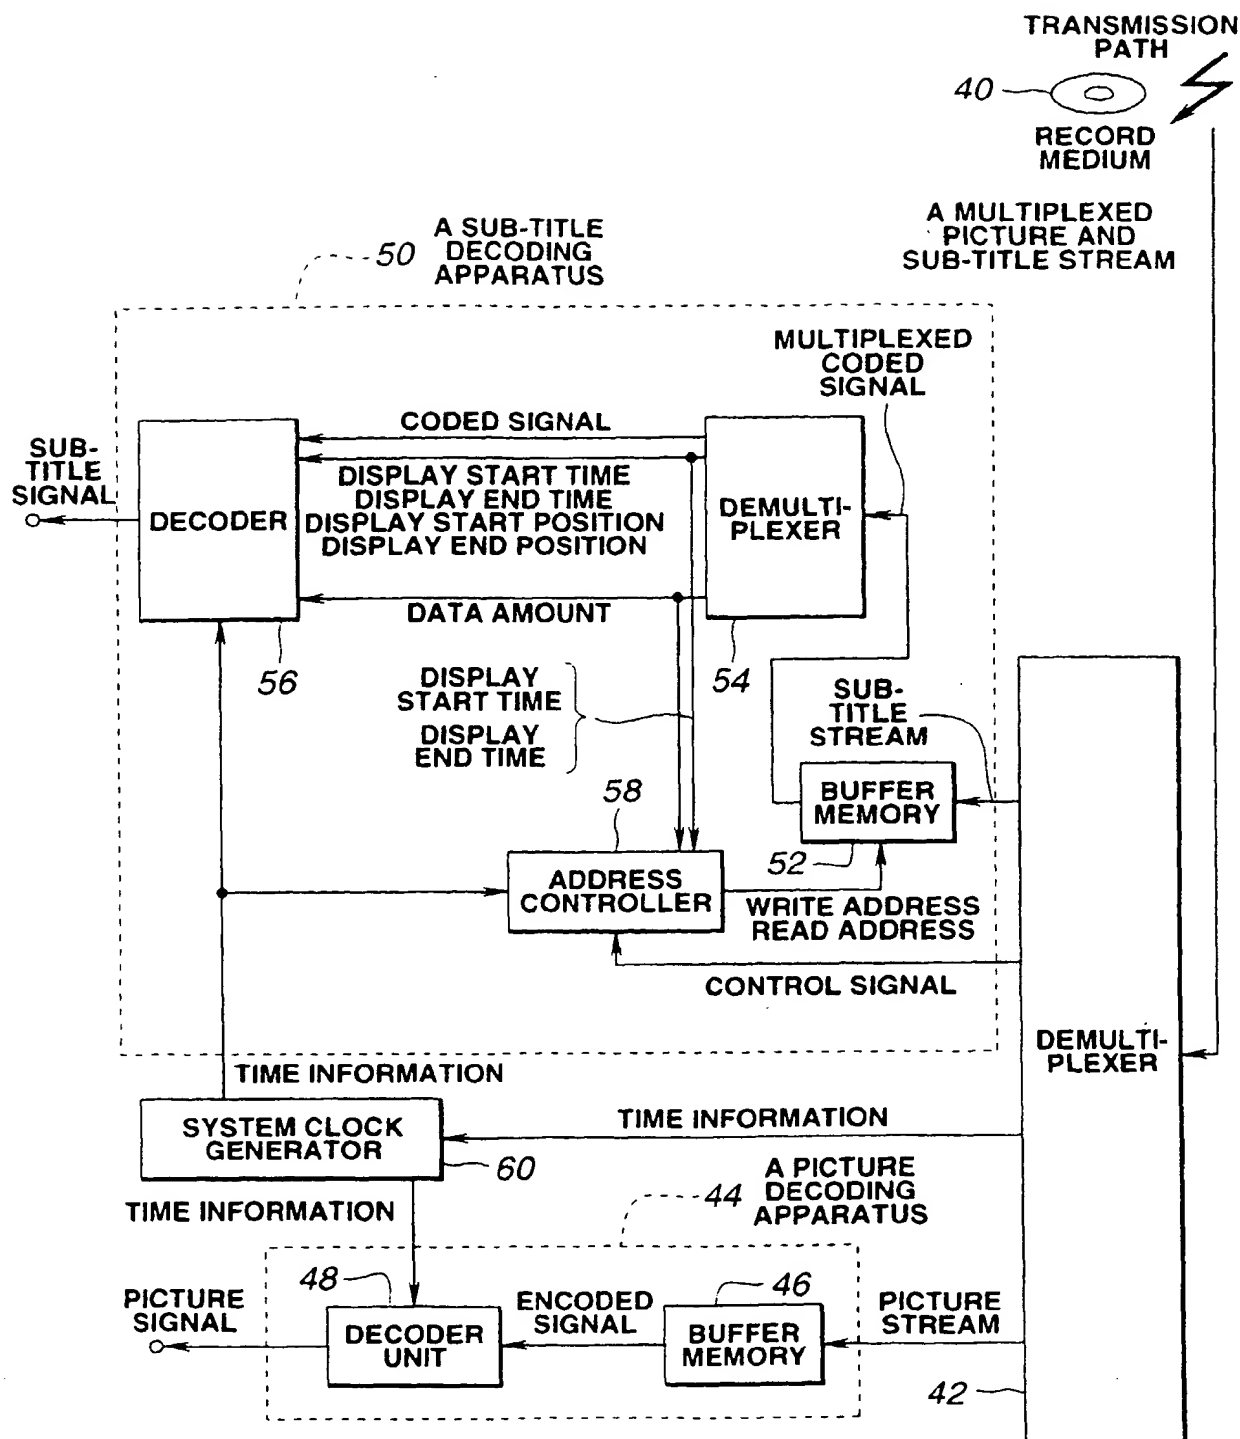 TRANSMISSION
PATH
40
RECORD
MEDIUM
A MULTIPLEXED
PICTURE AND
SUB-TITLE STREAM
A SUB-TITLE
DECODING
APPARATUS
50
MULTIPLEXED
CODED
SIGNAL
CODED SIGNAL
SUB-
TITLE
SIGNAL
DECODER
DISPLAY START TIME
DISPLAY END TIME
DISPLAY START POSITION
DISPLAY END POSITION
DEMULTI-
PLEXER
DATA AMOUNT
56
54
DISPLAY
START TIME
DISPLAY
END TIME
SUB-
TITLE
STREAM
58
BUFFER
MEMORY
52
ADDRESS
CONTROLLER
WRITE ADDRESS
READ ADDRESS
CONTROL SIGNAL
DEMULTI-
PLEXER
TIME INFORMATION
SYSTEM CLOCK
GENERATOR
60
TIME INFORMATION
TIME INFORMATION
44
A PICTURE
DECODING
APPARATUS
48
46
PICTURE
SIGNAL
DECODER
UNIT
ENCODED
SIGNAL
BUFFER
MEMORY
PICTURE
STREAM
42